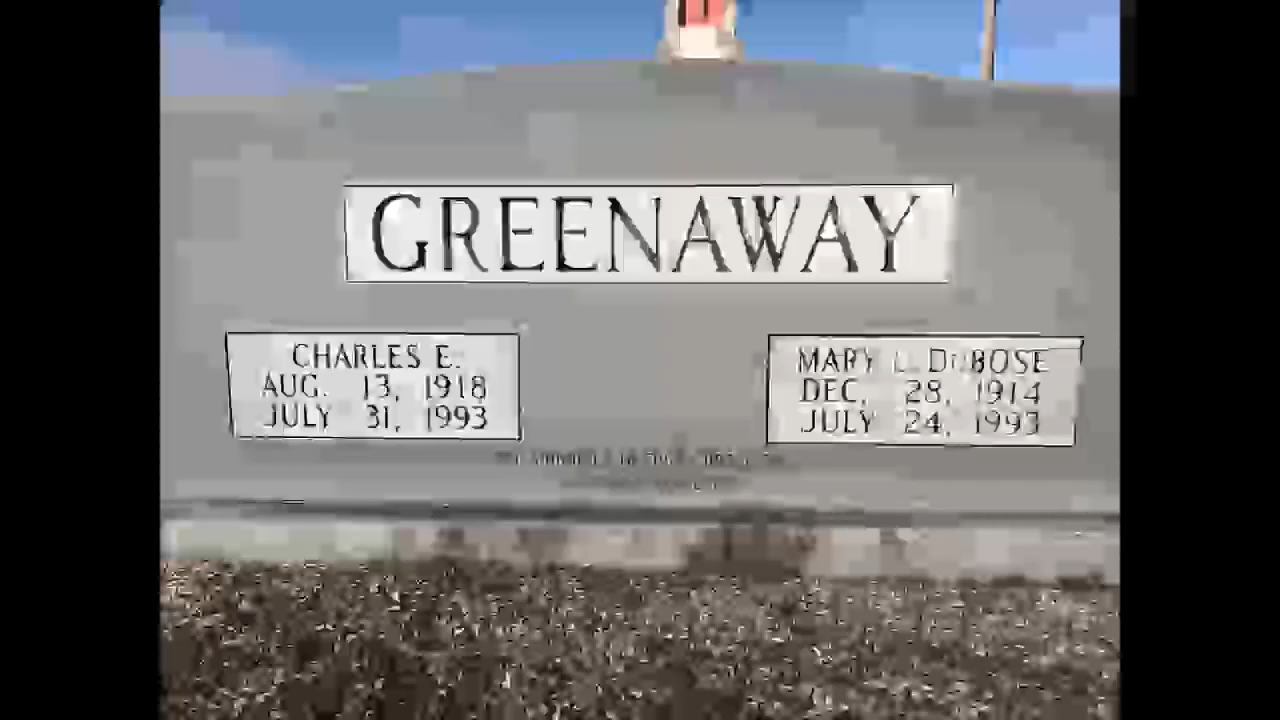 GREENAWAY
CHARLES E.
AUG. 13, 1918
JULY 31, 1993
MARY L. DUBOSE
DEC. 28, 1914
JULY 24, 1993